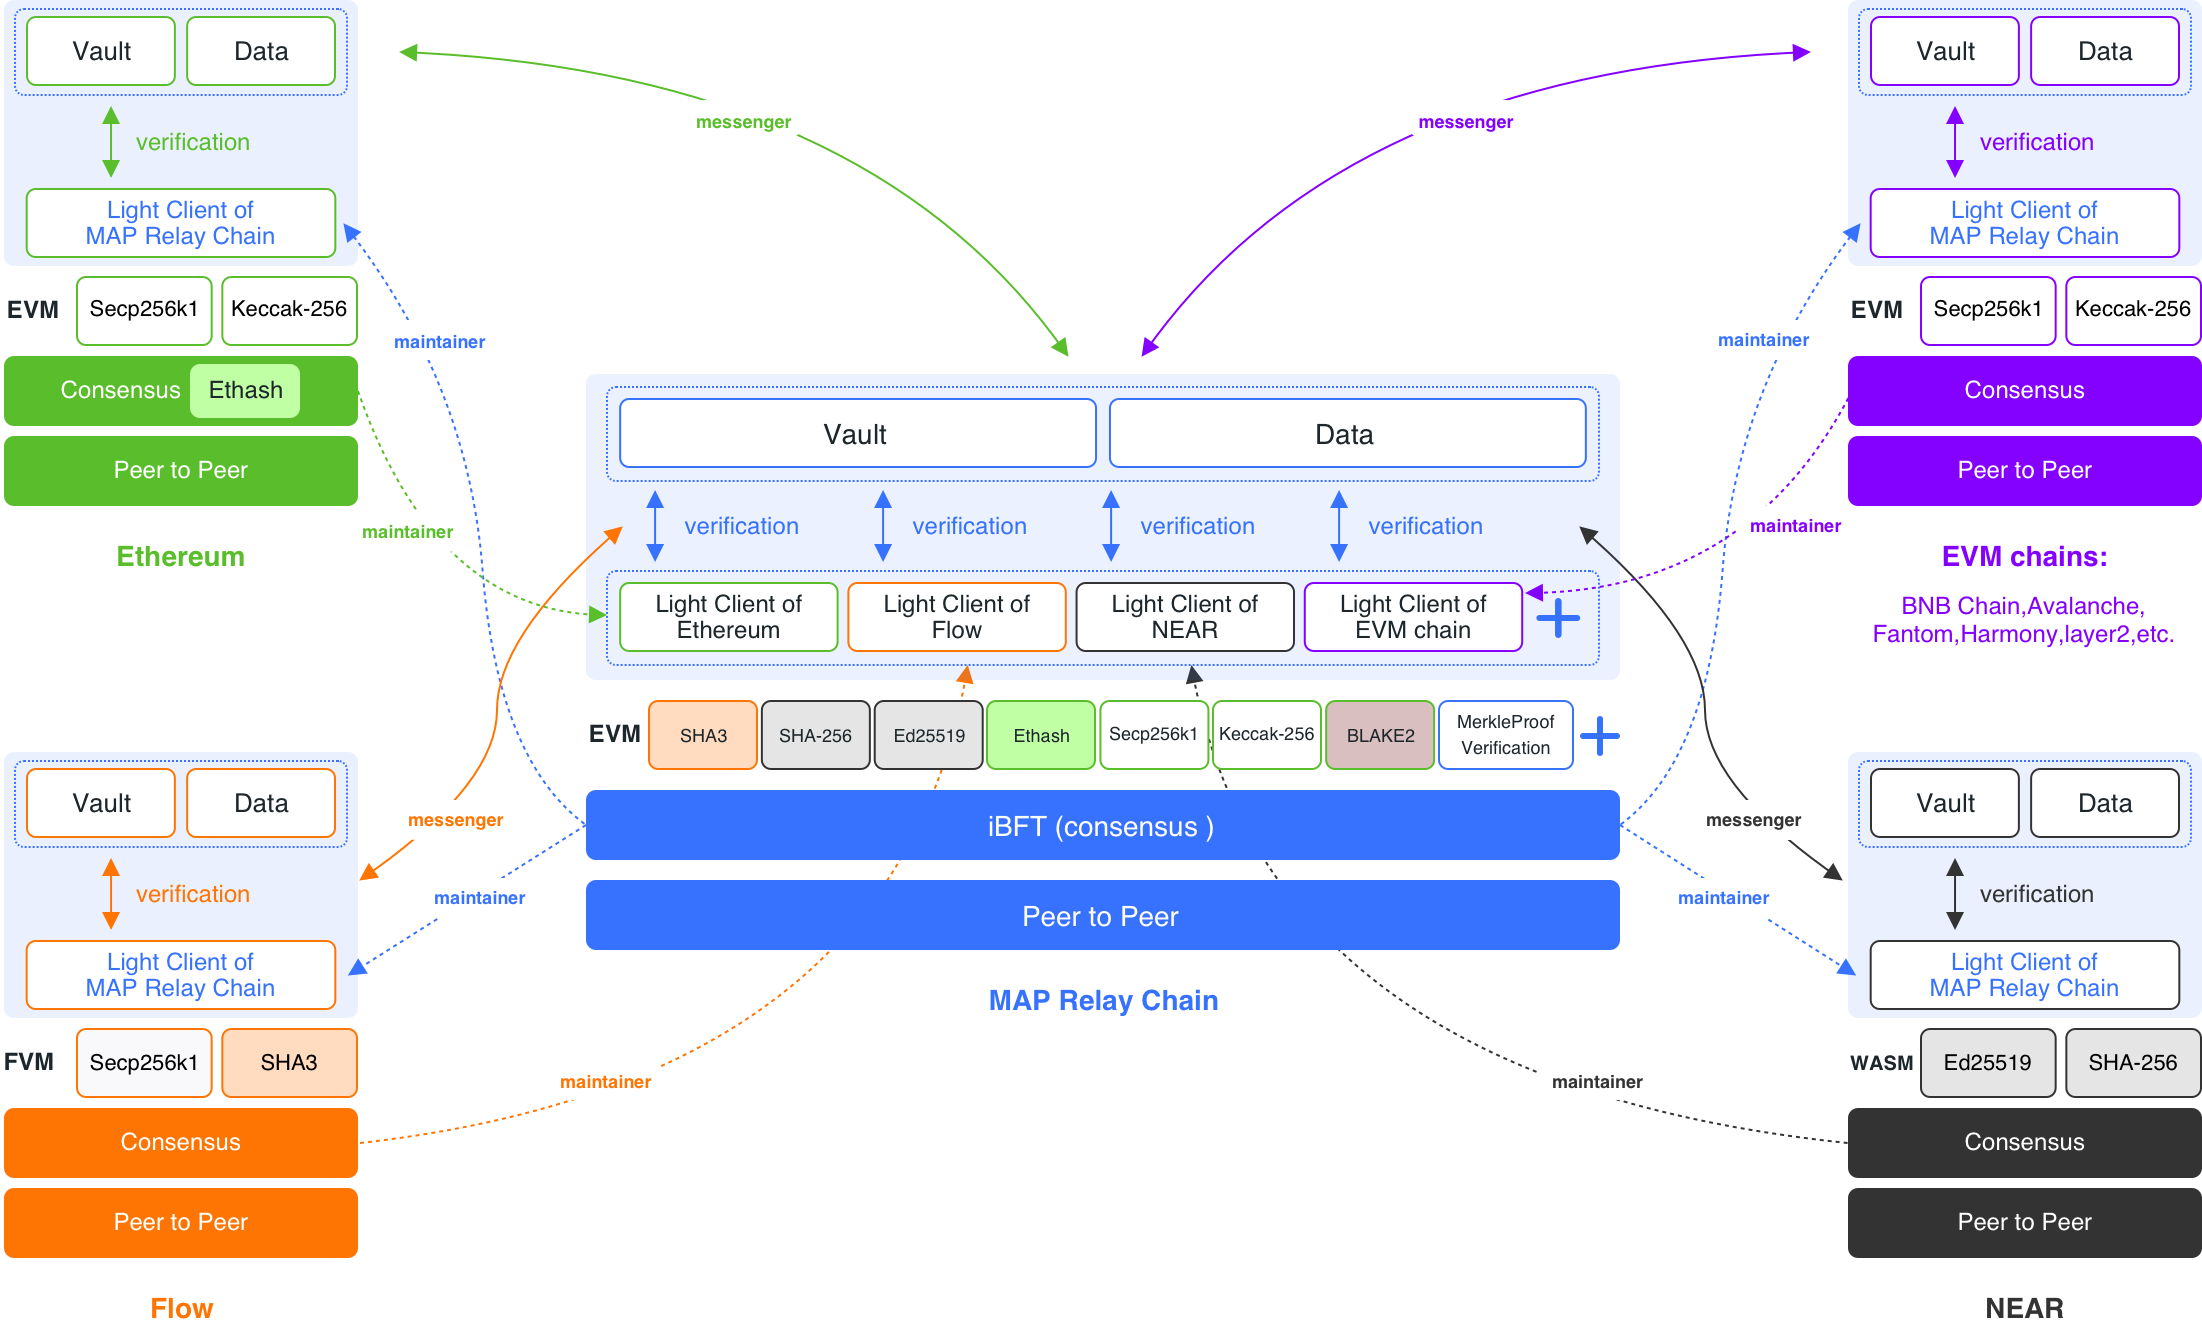 Vault
Data
verification
Light Client of
MAP Relay Chain
EVM
Secp256k1
Keccak-256
Consensus
Ethash
Peer to Peer
Ethereum
messenger
maintainer
maintainer
messenger
maintainer
maintainer
Vault
Data
verification
Light Client of
MAP Relay Chain
EVM
Secp256k1
Keccak-256
Consensus
Peer to Peer
EVM chains:
BNB Chain,Avalanche,
Fantom,Harmony,layer2,etc.
Vault
Data
verification
verification
verification
verification
Light Client of
Ethereum
Light Client of
Flow
Light Client of
NEAR
Light Client of
EVM chain
EVM
SHA3
SHA-256
Ed25519
Ethash
Secp256k1
Keccak-256
BLAKE2
MerkleProof
Verification
iBFT (consensus )
Peer to Peer
MAP Relay Chain
Vault
Data
verification
Light Client of
MAP Relay Chain
FVM
Secp256k1
SHA3
Consensus
Peer to Peer
Flow
messenger
maintainer
maintainer
messenger
maintainer
maintainer
Vault
Data
verification
Light Client of
MAP Relay Chain
WASM
Ed25519
SHA-256
Consensus
Peer to Peer
NEAR